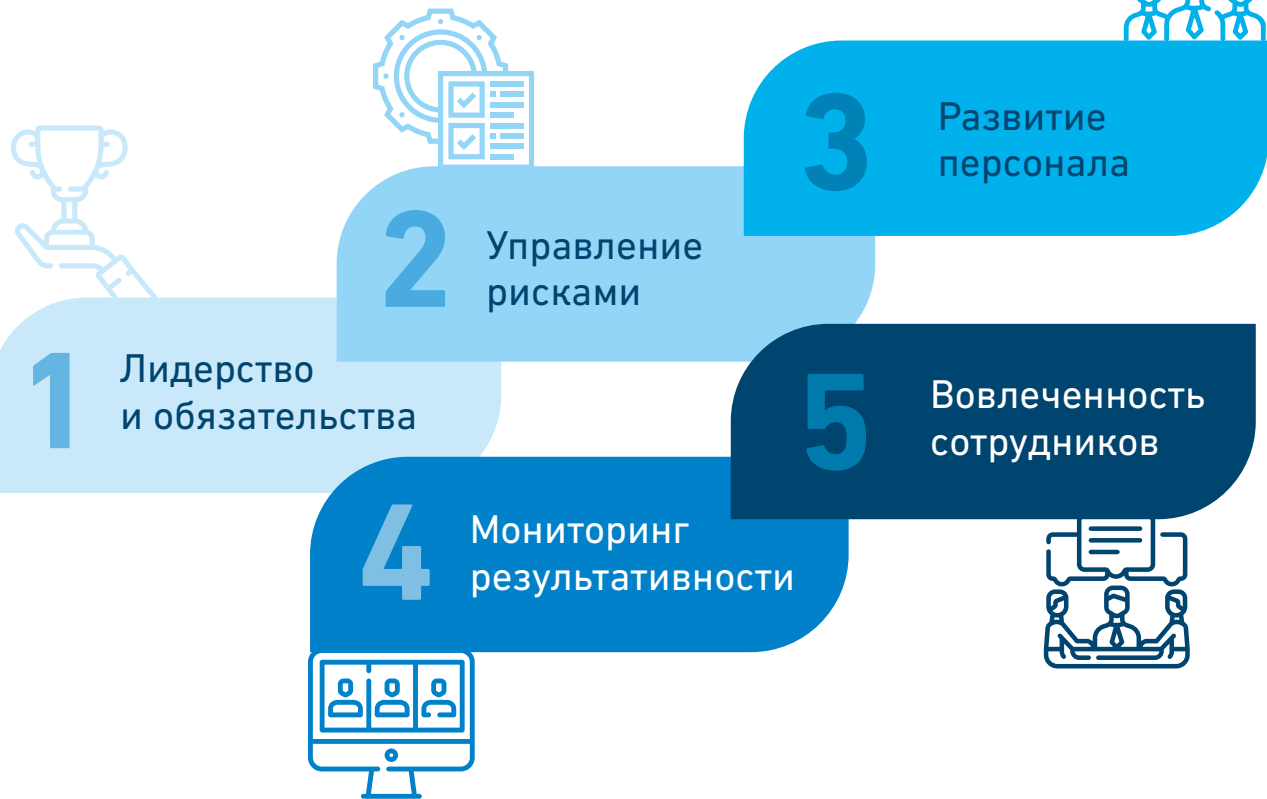 1
Лидерство
и обязательства
2
Управление
рисками
3
Развитие
персонала
4
Мониторинг
результативности
5
Вовлеченность
сотрудников